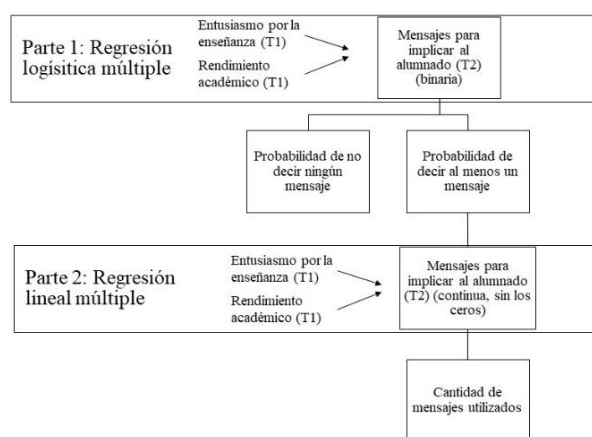 Parte 1: Regresión
logísitica múltiple
Entusiasmo por la
enseñanza (T1)
Rendimiento
académico (T1)
Mensajes para
implicar al
alumnado (T2)
(binaria)
Probabilidad de no
decir ningún
mensaje
Probabilidad de
decir al menos un
mensaje
Parte 2: Regresión
lineal múltiple
Entusiasmo por la
enseñanza (T1)
Rendimiento
académico (T1)
Mensajes para
implicar al alumnado
(T2) (continua, sin los
ceros)
Cantidad de
mensajes utilizados